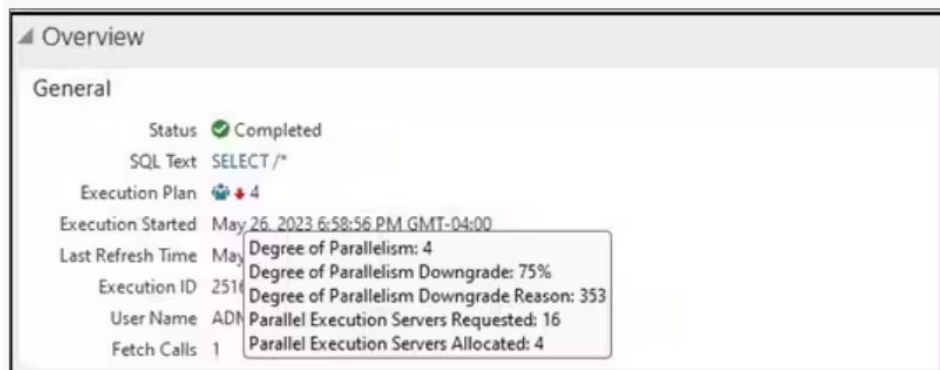 Overview
General
Status Completed
SQL Text SELECT /*
Execution Plan 4
Execution Started May 26, 2023 6:58:56 PM GMT-04:00
Last Refresh Time May
Degree of Parallelism: 4
Degree of Parallelism Downgrade: 75%
Execution ID 2516
Degree of Parallelism Downgrade Reason: 353
User Name ADM
Parallel Execution Servers Requested: 16
Fetch Calls 1
Parallel Execution Servers Allocated: 4